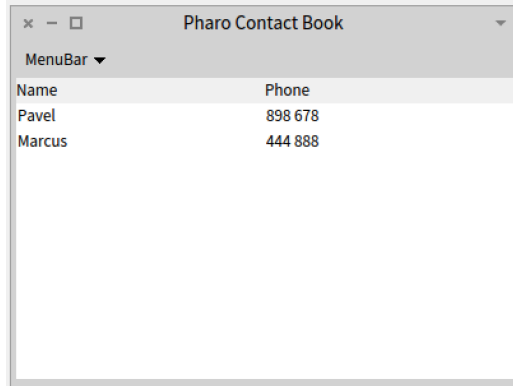 Pharo Contact Book
MenuBar
Name Phone
Pavel 898 678
Marcus 444 888